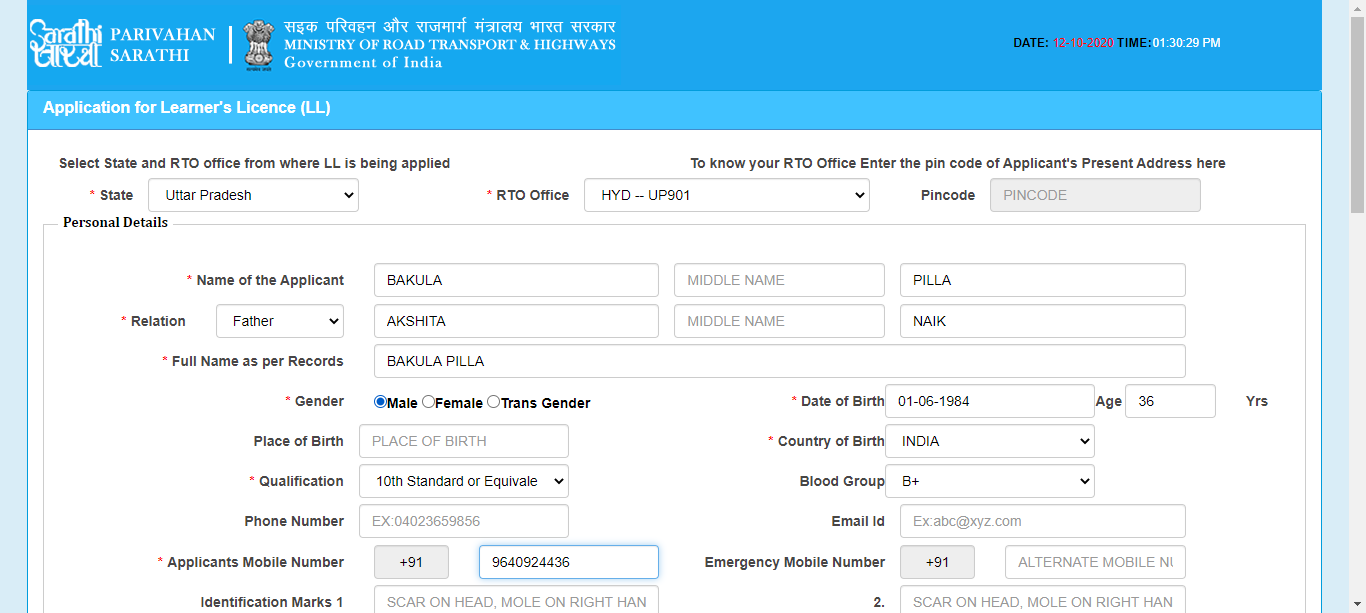 Sarathi सारथी PARIVAHAN SARATHI
सड़क परिवहन और राजमार्ग मंत्रालय भारत सरकार
MINISTRY OF ROAD TRANSPORT & HIGHWAYS
Government of India
DATE: 12-10-2020 TIME:01:30:29 PM
Application for Learner's Licence (LL)
Select State and RTO office from where LL is being applied To know your RTO Office Enter the pin code of Applicant's Present Address here
* State Uttar Pradesh * RTO Office HYD -- UP901 Pincode PINCODE
Personal Details
* Name of the Applicant BAKULA MIDDLE NAME PILLA
* Relation Father AKSHITA MIDDLE NAME NAIK
* Full Name as per Records BAKULA PILLA
* Gender Male Female Trans Gender * Date of Birth 01-06-1984 Age 36 Yrs
Place of Birth PLACE OF BIRTH * Country of Birth INDIA
* Qualification 10th Standard or Equivale Blood Group B+
Phone Number EX:04023659856 Email Id Ex:abc@xyz.com
* Applicants Mobile Number +91 9640924436 Emergency Mobile Number +91 ALTERNATE MOBILE NU
Identification Marks 1 SCAR ON HEAD, MOLE ON RIGHT HAN 2. SCAR ON HEAD, MOLE ON RIGHT HAN